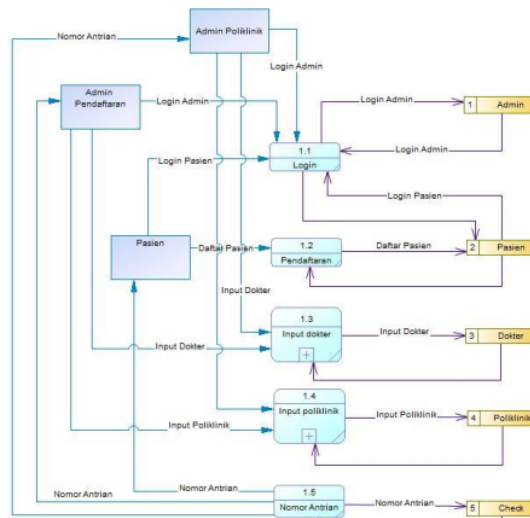 Nomor Antrian
Admin Poliklinik
Login Admin
Admin
Pendaftaran
Login Admin
Login Admin
1 Admin
1.1
Login
Login Admin
Login Pasien
Login Pasien
Pasien
Daftar Pasien
1.2
Pendaftaran
Daftar Pasien
2 Pasien
Input Dokter
1.3
Input dokter
Input Dokter
3 Dokter
Input Dokter
1.4
Input poliklinik
Input Poliklinik
4 Poliklinik
Input Poliklinik
Nomor Antrian
Nomor Antrian
1.5
Nomor Antrian
Nomor Antrian
5 Check